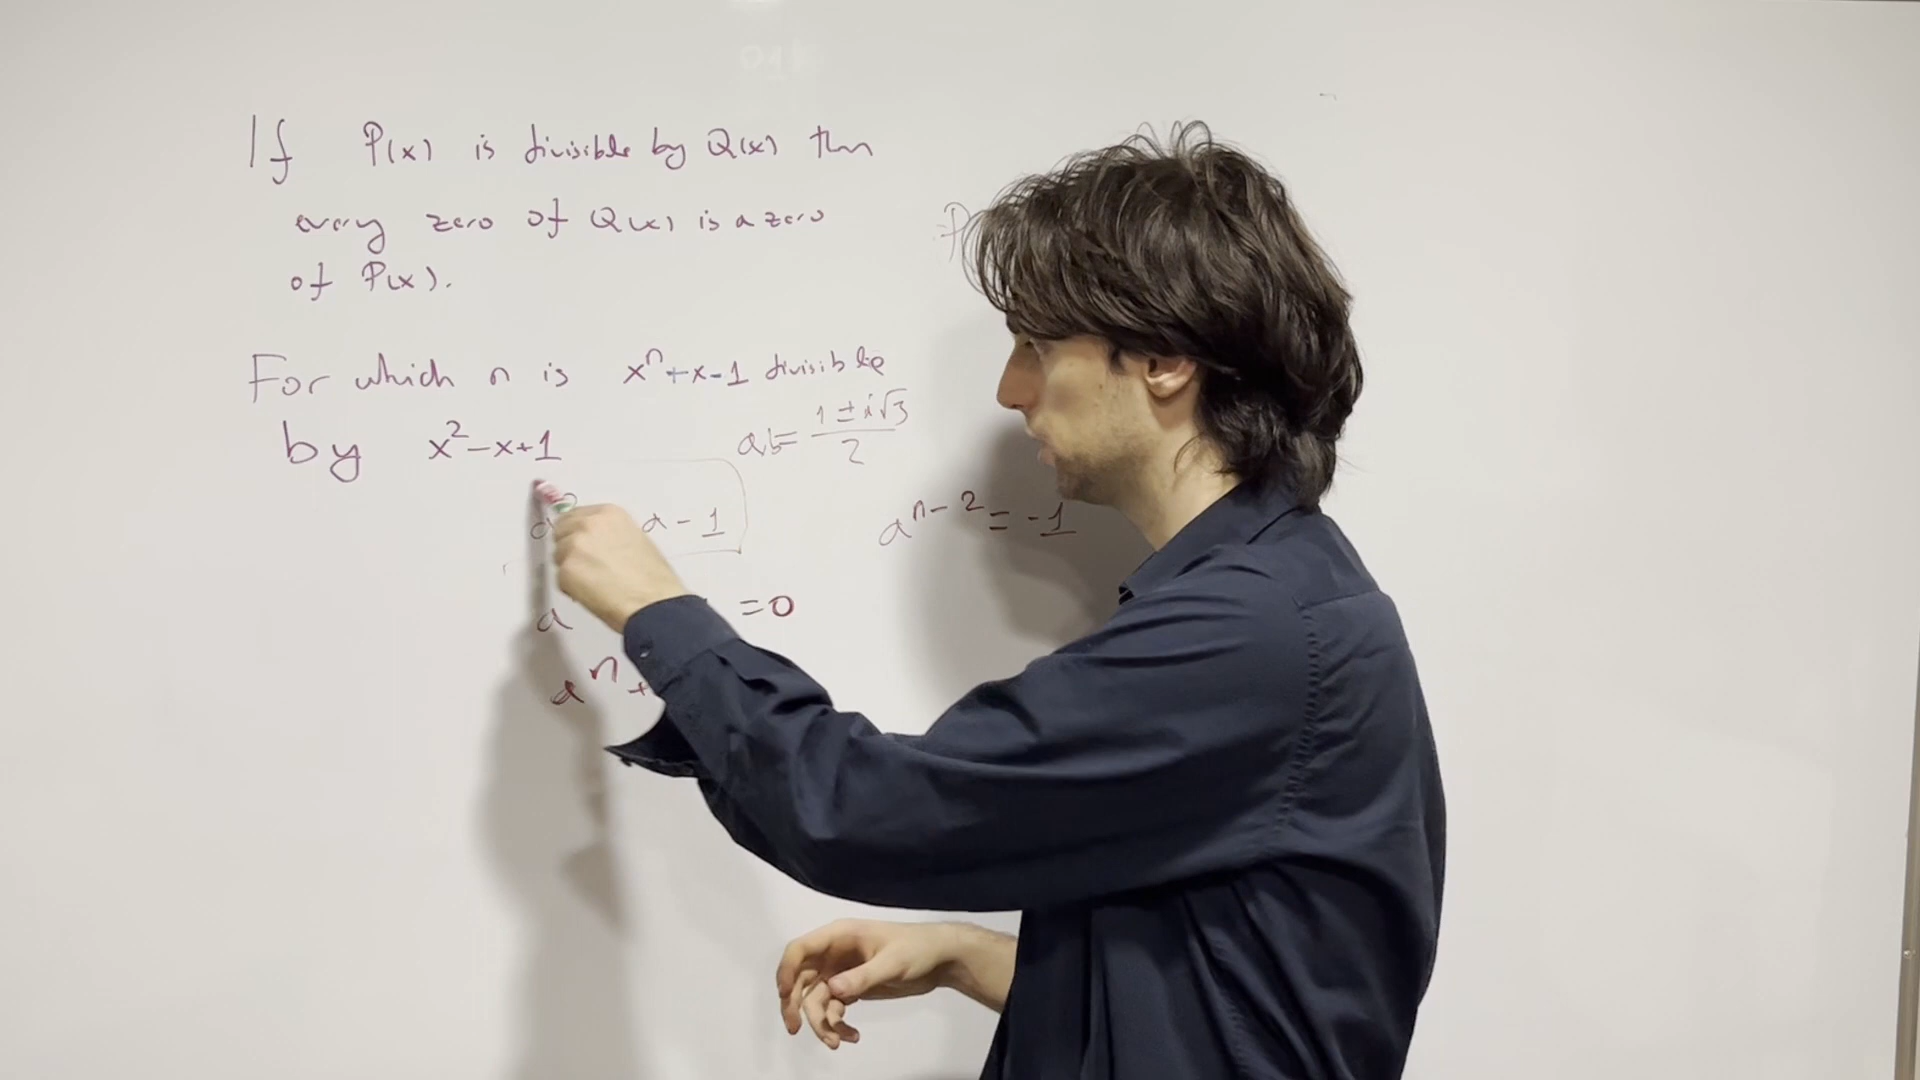 If P(x) is divisible by Q(x) then
every zero of Q(x) is a zero
of P(x).
For which n is xⁿ+x-1 divisible
by x²-x+1
a,b= (1±i√3)/2
a - 1
aⁿ⁻² = -1
a =0
aⁿ+